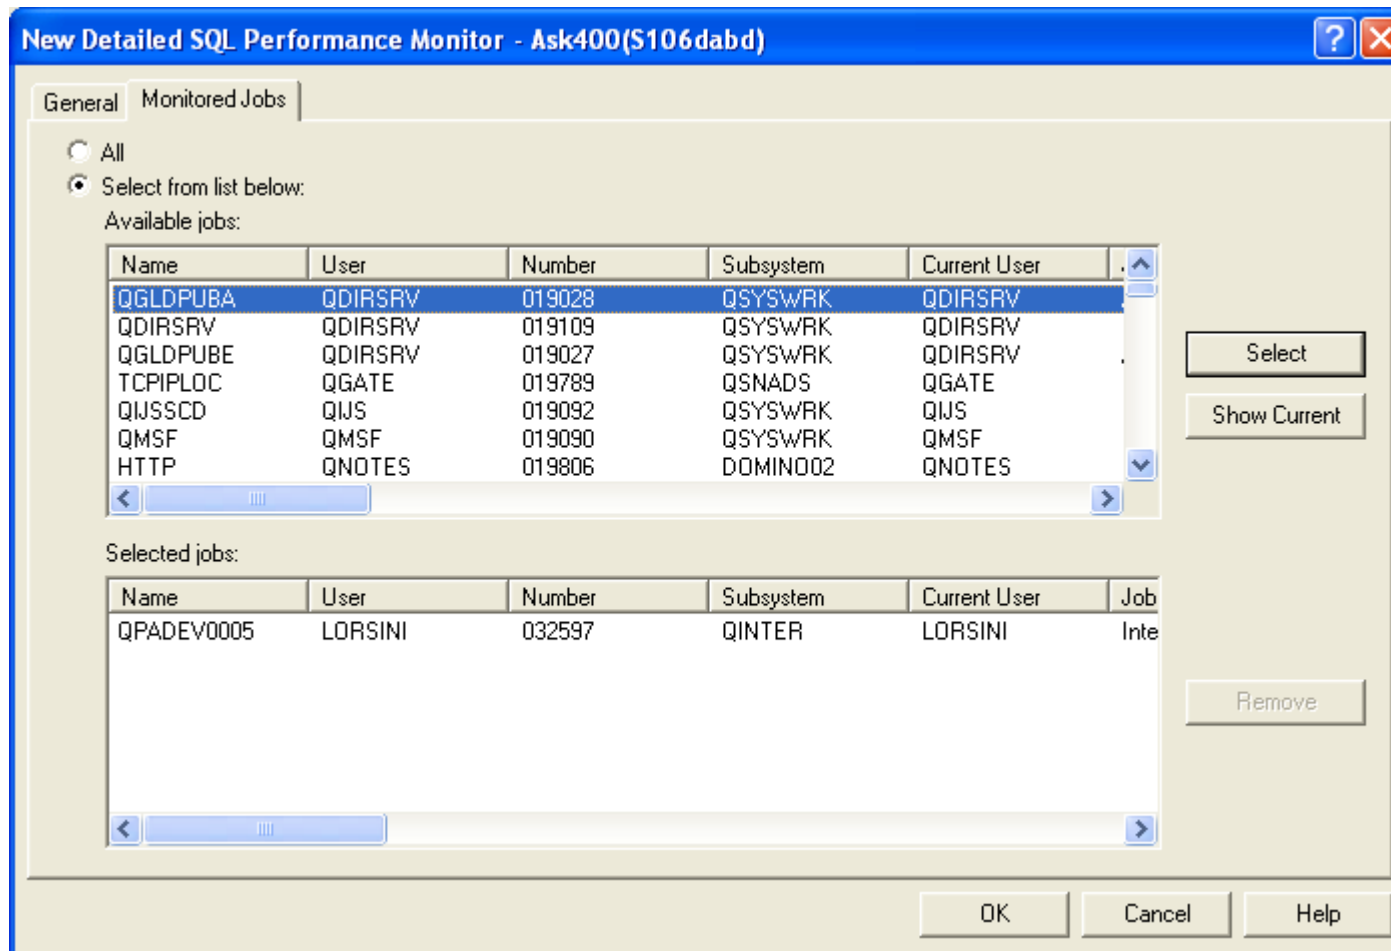 New Detailed SQL Performance Monitor - Ask400(S106dabd)
General Monitored Jobs
All
Select from list below:
Available jobs:
Name User Number Subsystem Current User
QGLDPUBA QDIRSRV 019028 QSYSWRK QDIRSRV
QDIRSRV QDIRSRV 019109 QSYSWRK QDIRSRV
QGLDPUBE QDIRSRV 019027 QSYSWRK QDIRSRV
TCPIPLOC QGATE 019789 QSNADS QGATE
QIJSSCD QIJS 019092 QSYSWRK QIJS
QMSF QMSF 019090 QSYSWRK QMSF
HTTP QNOTES 019806 DOMINO02 QNOTES
Select
Show Current
Selected jobs:
Name User Number Subsystem Current User Job
QPADEV0005 LORSINI 032597 QINTER LORSINI Inte
Remove
OK Cancel Help